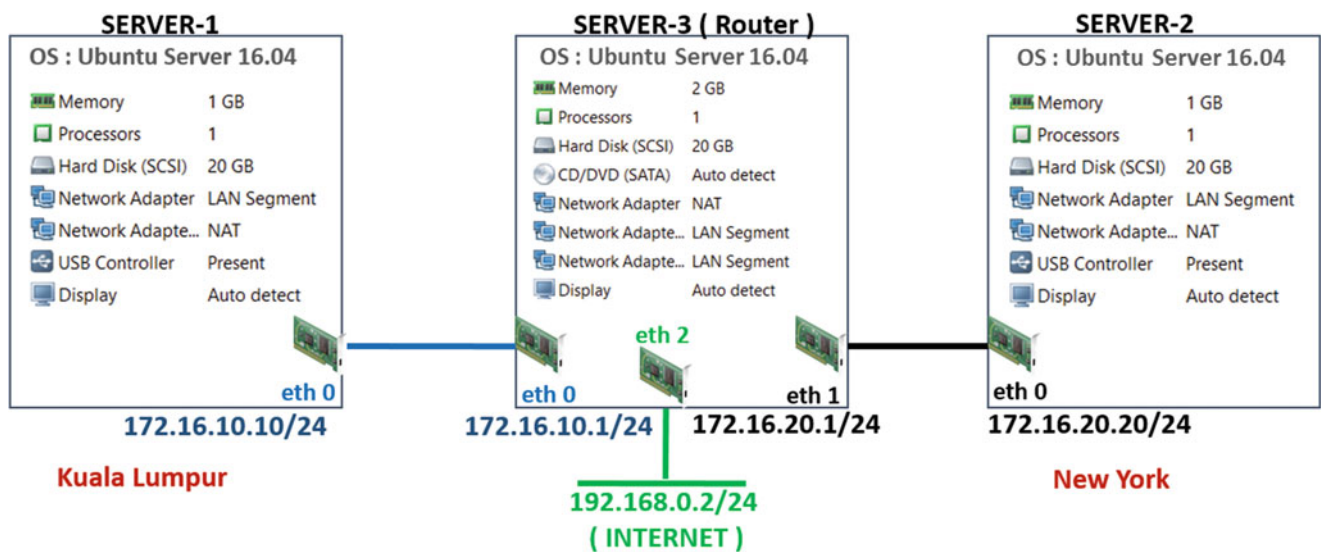 SERVER-1
OS : Ubuntu Server 16.04
Memory 1 GB
Processors 1
Hard Disk (SCSI) 20 GB
Network Adapter LAN Segment
Network Adapte... NAT
USB Controller Present
Display Auto detect
eth 0
172.16.10.10/24
Kuala Lumpur
SERVER-3 ( Router )
OS : Ubuntu Server 16.04
Memory 2 GB
Processors 1
Hard Disk (SCSI) 20 GB
CD/DVD (SATA) Auto detect
Network Adapter NAT
Network Adapte... LAN Segment
Network Adapte... LAN Segment
Display Auto detect
eth 2
eth 0
eth 1
172.16.10.1/24
172.16.20.1/24
192.168.0.2/24
( INTERNET )
SERVER-2
OS : Ubuntu Server 16.04
Memory 1 GB
Processors 1
Hard Disk (SCSI) 20 GB
Network Adapter LAN Segment
Network Adapte... NAT
USB Controller Present
Display Auto detect
eth 0
172.16.20.20/24
New York